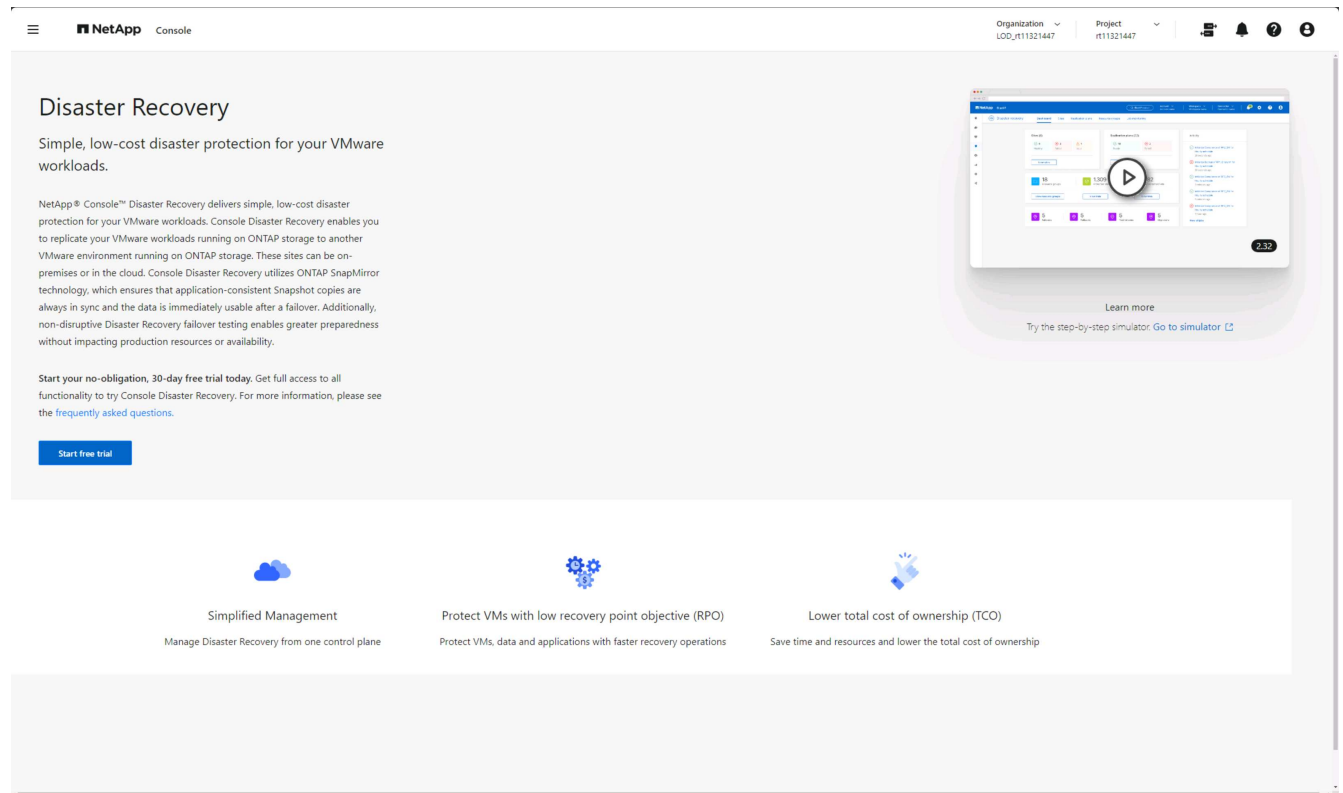 NetApp Console
Organization
LOD_rt11321447
Project
rt11321447
Disaster Recovery
Simple, low-cost disaster protection for your VMware
workloads.
NetApp® Console™ Disaster Recovery delivers simple, low-cost disaster
protection for your VMware workloads. Console Disaster Recovery enables you
to replicate your VMware workloads running on ONTAP storage to another
VMware environment running on ONTAP storage. These sites can be on-
premises or in the cloud. Console Disaster Recovery utilizes ONTAP SnapMirror
technology, which ensures that application-consistent Snapshot copies are
always in sync and the data is immediately usable after a failover. Additionally,
non-disruptive Disaster Recovery failover testing enables greater preparedness
without impacting production resources or availability.
Start your no-obligation, 30-day free trial today. Get full access to all
functionality to try Console Disaster Recovery. For more information, please see
the frequently asked questions.
Start free trial
2.32
Learn more
Try the step-by-step simulator. Go to simulator
Simplified Management
Manage Disaster Recovery from one control plane
Protect VMs with low recovery point objective (RPO)
Protect VMs, data and applications with faster recovery operations
Lower total cost of ownership (TCO)
Save time and resources and lower the total cost of ownership